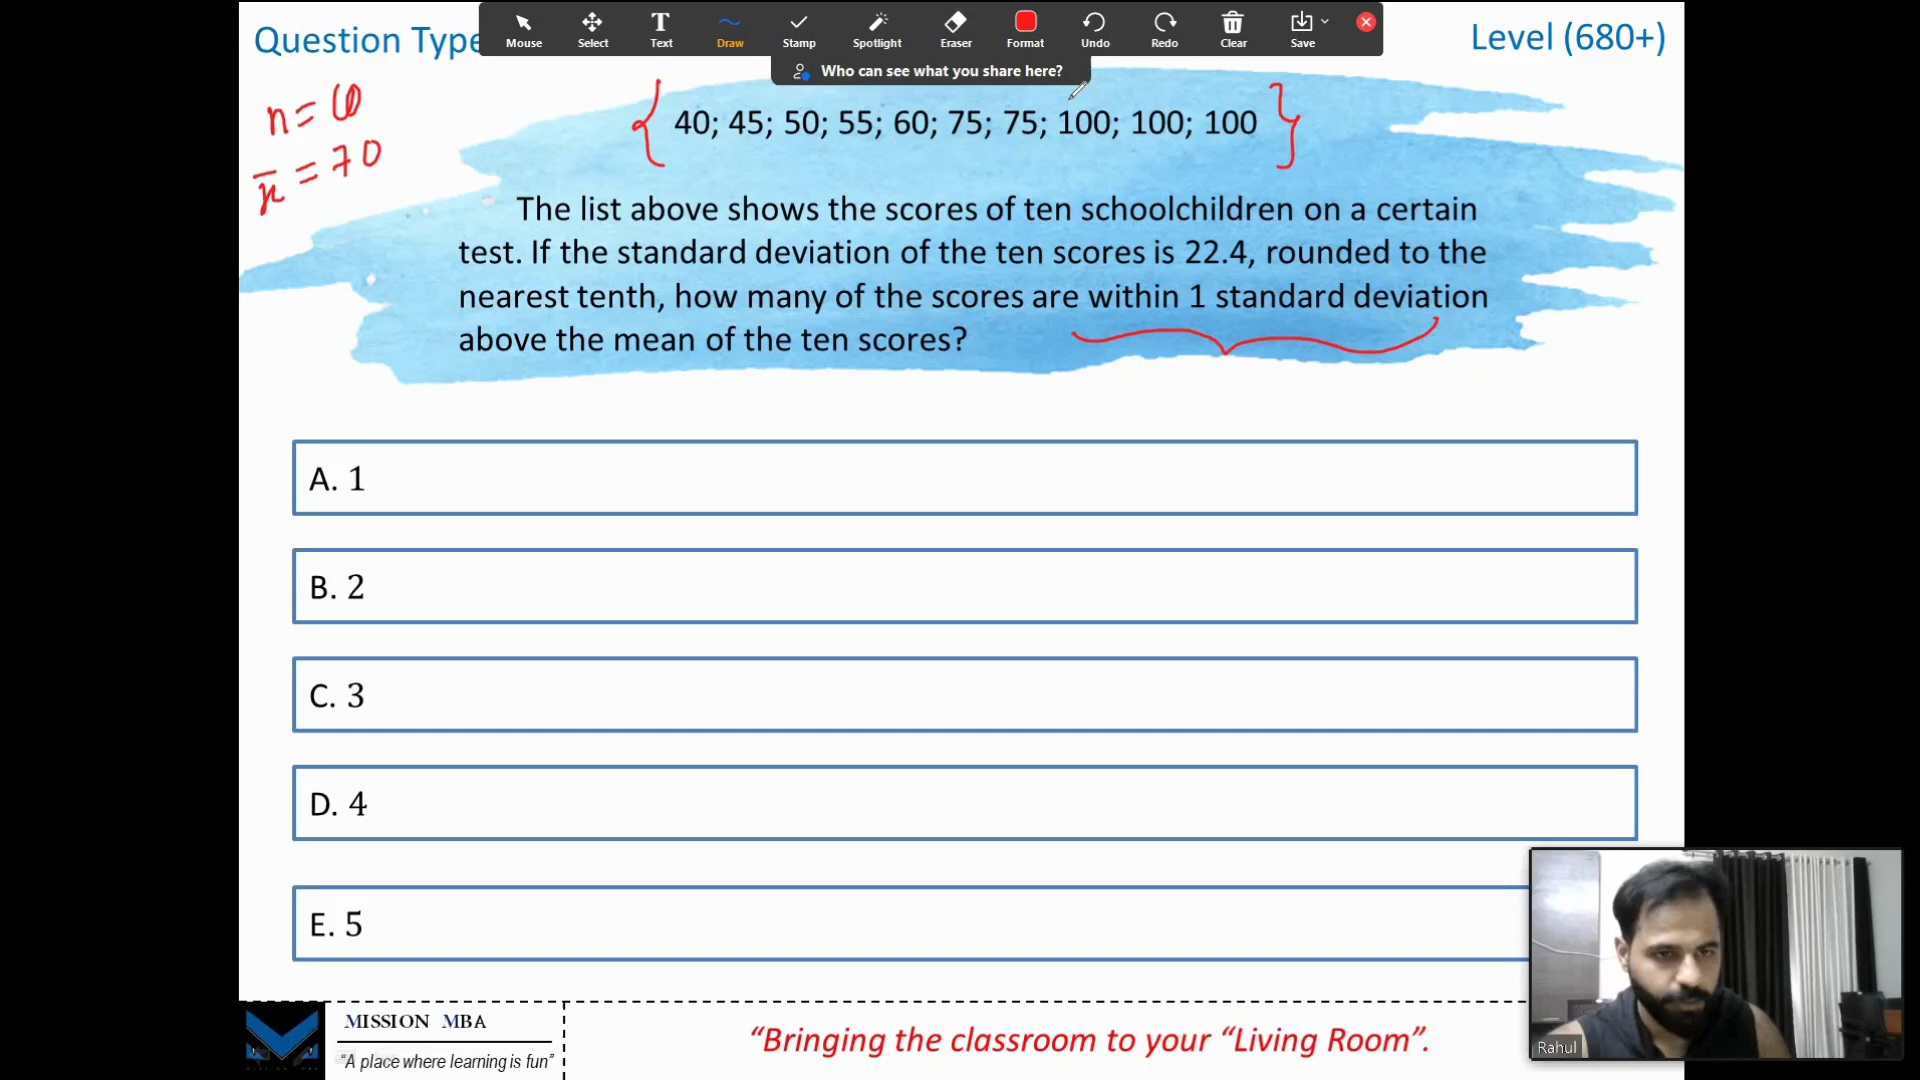 Question Type
Level (680+)
Mouse Select Text Draw Stamp Spotlight Eraser Format Undo Redo Clear Save
Who can see what you share here?
n = 10
x̄ = 70
{ 40; 45; 50; 55; 60; 75; 75; 100; 100; 100 }
The list above shows the scores of ten schoolchildren on a certain
test. If the standard deviation of the ten scores is 22.4, rounded to the
nearest tenth, how many of the scores are within 1 standard deviation
above the mean of the ten scores?
A. 1
B. 2
C. 3
D. 4
E. 5
Rahul
MISSION MBA
“A place where learning is fun”
“Bringing the classroom to your “Living Room”.